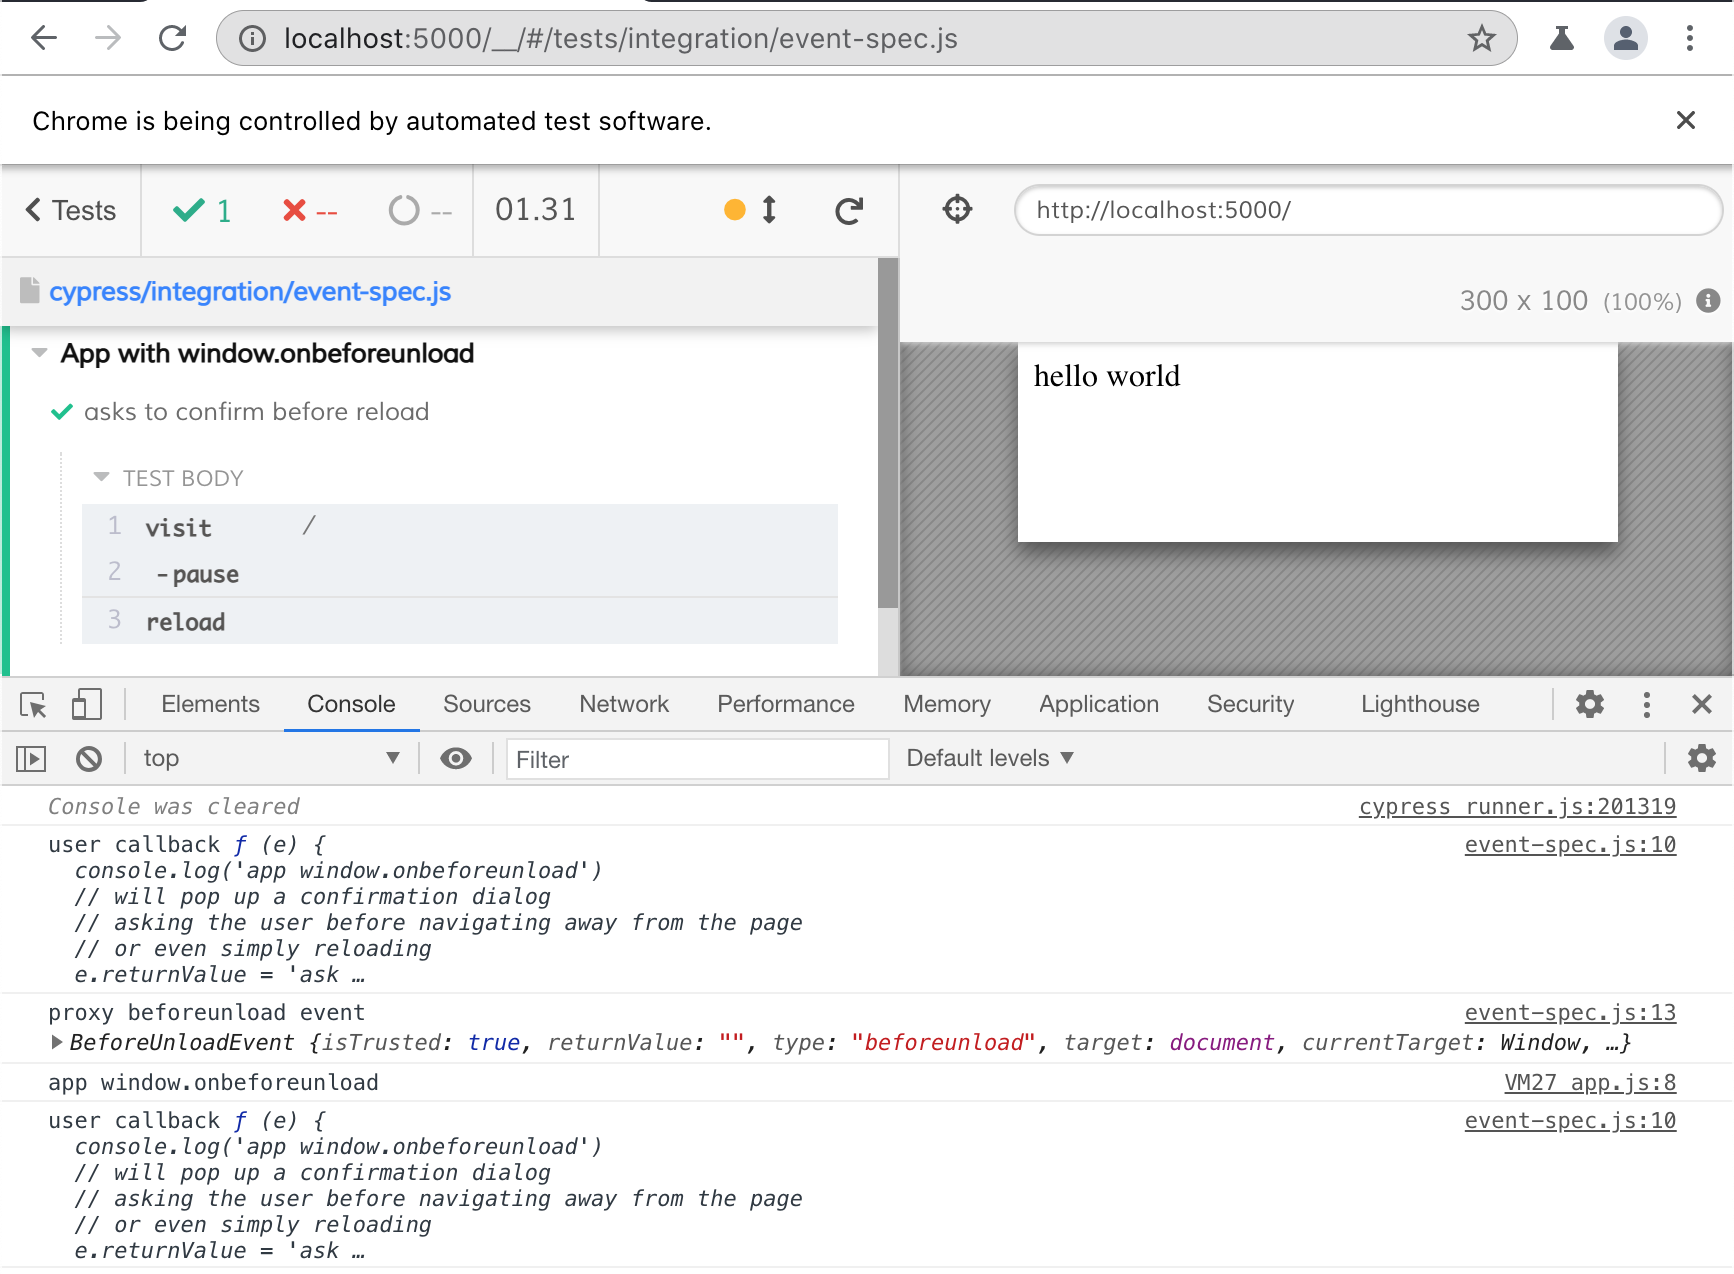 localhost:5000/__/#/tests/integration/event-spec.js
Chrome is being controlled by automated test software.
Tests 1 -- -- 01.31
http://localhost:5000/
cypress/integration/event-spec.js
300 x 100 (100%)
App with window.onbeforeunload
hello world
asks to confirm before reload
TEST BODY
1 visit /
2 -pause
3 reload
Elements Console Sources Network Performance Memory Application Security Lighthouse
top Filter Default levels
Console was cleared cypress_runner.js:201319
user callback ƒ (e) { event-spec.js:10
console.log('app window.onbeforeunload')
// will pop up a confirmation dialog
// asking the user before navigating away from the page
// or even simply reloading
e.returnValue = 'ask …
proxy beforeunload event event-spec.js:13
BeforeUnloadEvent {isTrusted: true, returnValue: "", type: "beforeunload", target: document, currentTarget: Window, …}
app window.onbeforeunload VM27 app.js:8
user callback ƒ (e) { event-spec.js:10
console.log('app window.onbeforeunload')
// will pop up a confirmation dialog
// asking the user before navigating away from the page
// or even simply reloading
e.returnValue = 'ask …